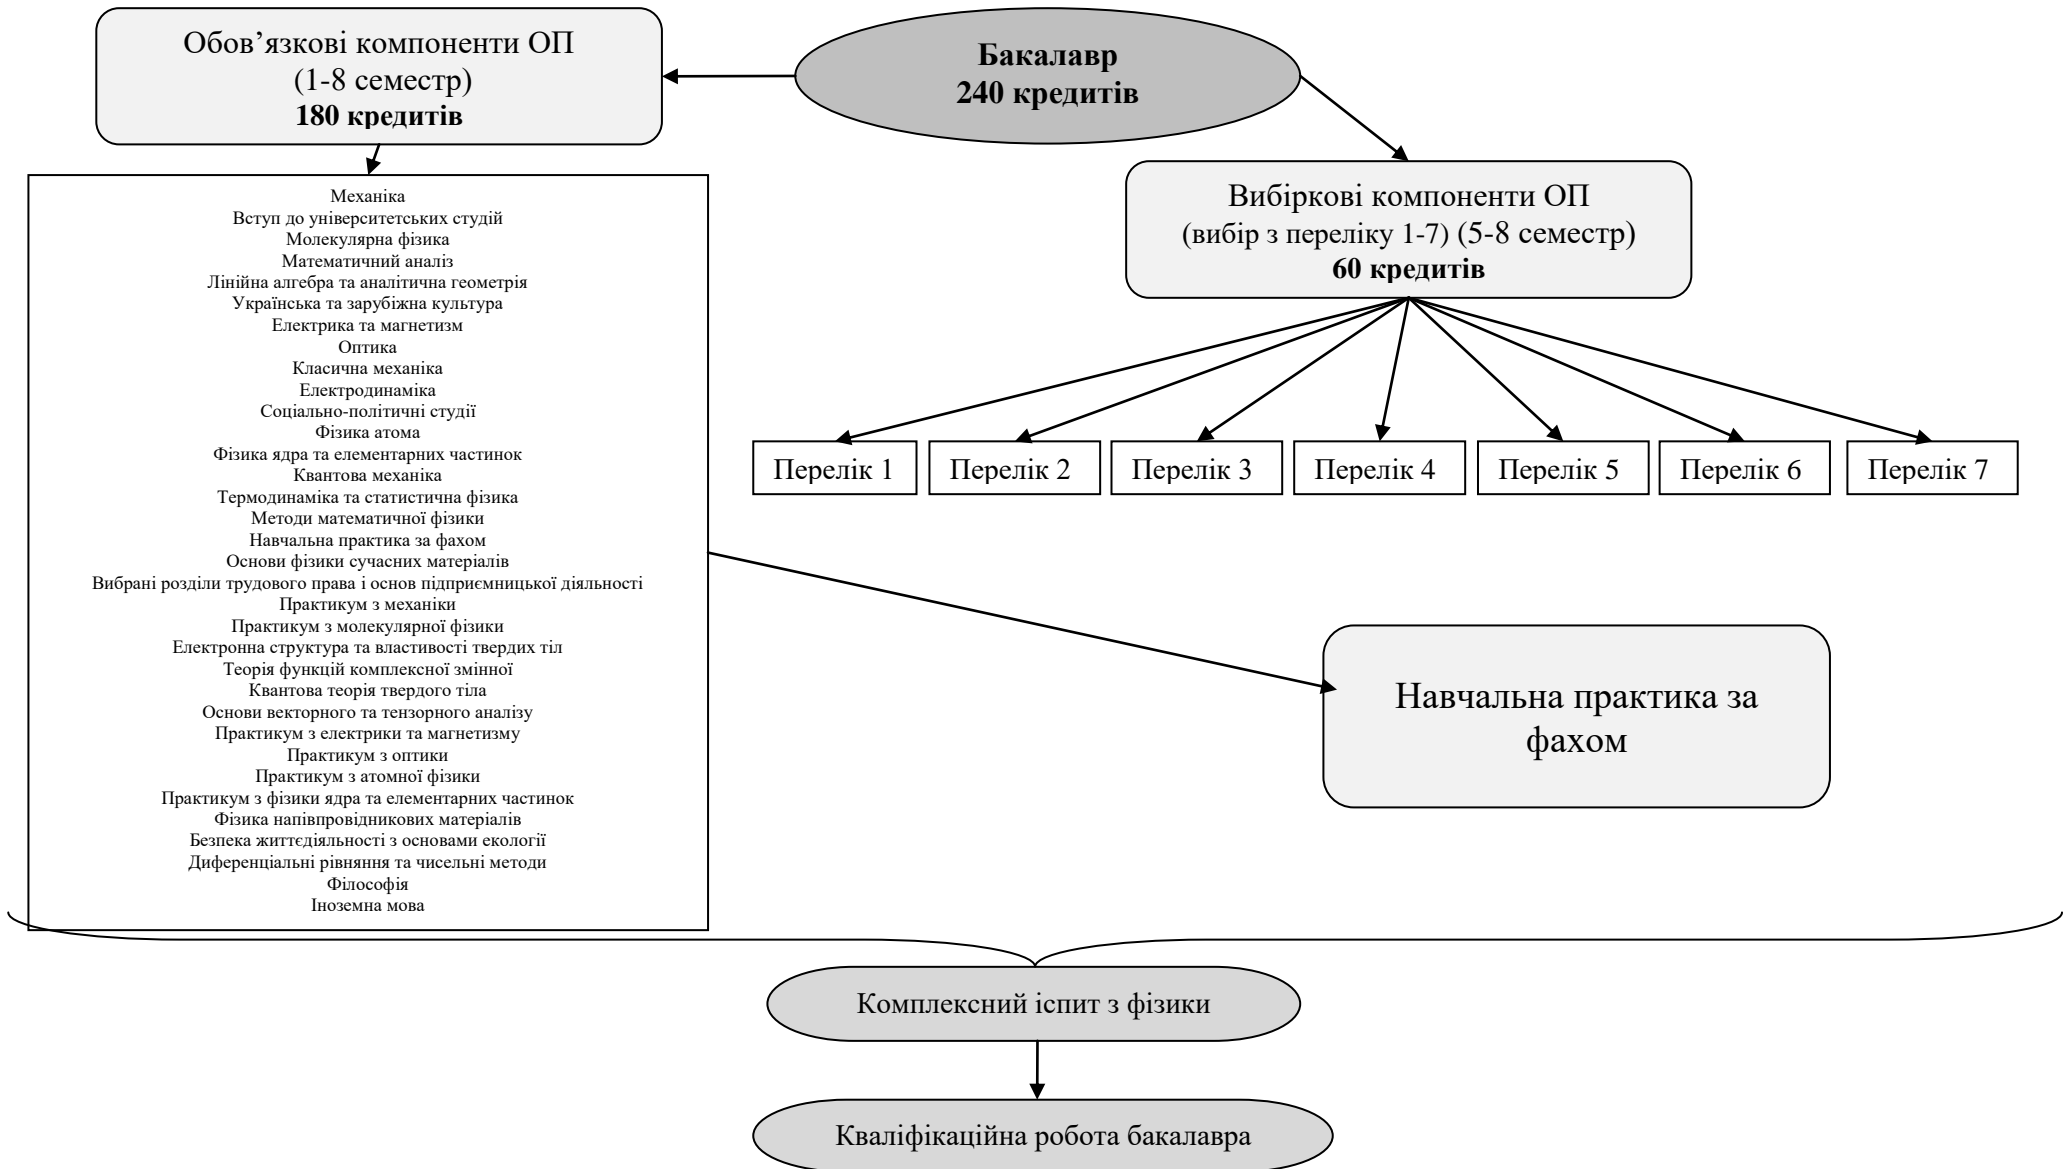 Обов’язкові компоненти ОП
(1-8 семестр)
180 кредитів
Бакалавр
240 кредитів
Вибіркові компоненти ОП
(вибір з переліку 1-7) (5-8 семестр)
60 кредитів
Механіка
Вступ до університетських студій
Молекулярна фізика
Математичний аналіз
Лінійна алгебра та аналітична геометрія
Українська та зарубіжна культура
Електрика та магнетизм
Оптика
Класична механіка
Електродинаміка
Соціально-політичні студії
Фізика атома
Фізика ядра та елементарних частинок
Квантова механіка
Термодинаміка та статистична фізика
Методи математичної фізики
Навчальна практика за фахом
Основи фізики сучасних матеріалів
Вибрані розділи трудового права і основ підприємницької діяльності
Практикум з механіки
Практикум з молекулярної фізики
Електронна структура та властивості твердих тіл
Теорія функцій комплексної змінної
Квантова теорія твердого тіла
Основи векторного та тензорного аналізу
Практикум з електрики та магнетизму
Практикум з оптики
Практикум з атомної фізики
Практикум з фізики ядра та елементарних частинок
Фізика напівпровідникових матеріалів
Безпека життєдіяльності з основами екології
Диференціальні рівняння та чисельні методи
Філософія
Іноземна мова
Перелік 1
Перелік 2
Перелік 3
Перелік 4
Перелік 5
Перелік 6
Перелік 7
Навчальна практика за
фахом
Комплексний іспит з фізики
Кваліфікаційна робота бакалавра